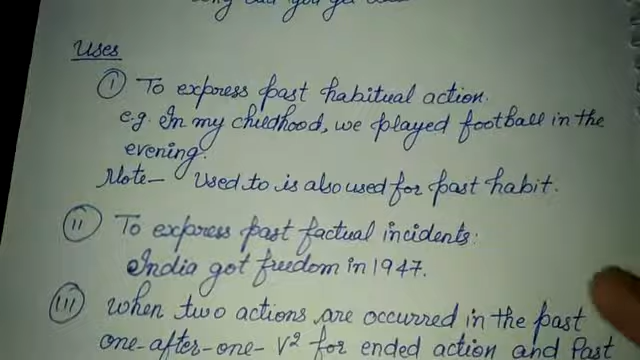 you get
Uses
(I) To express past habitual action.
e.g. In my childhood, we played football in the
evening.
Note- Used to is also used for past habit.
(II) To express past factual incidents:
India got freedom in 1947.
(III) When two actions are occurred in the past
one-after-one- V² for ended action and Past